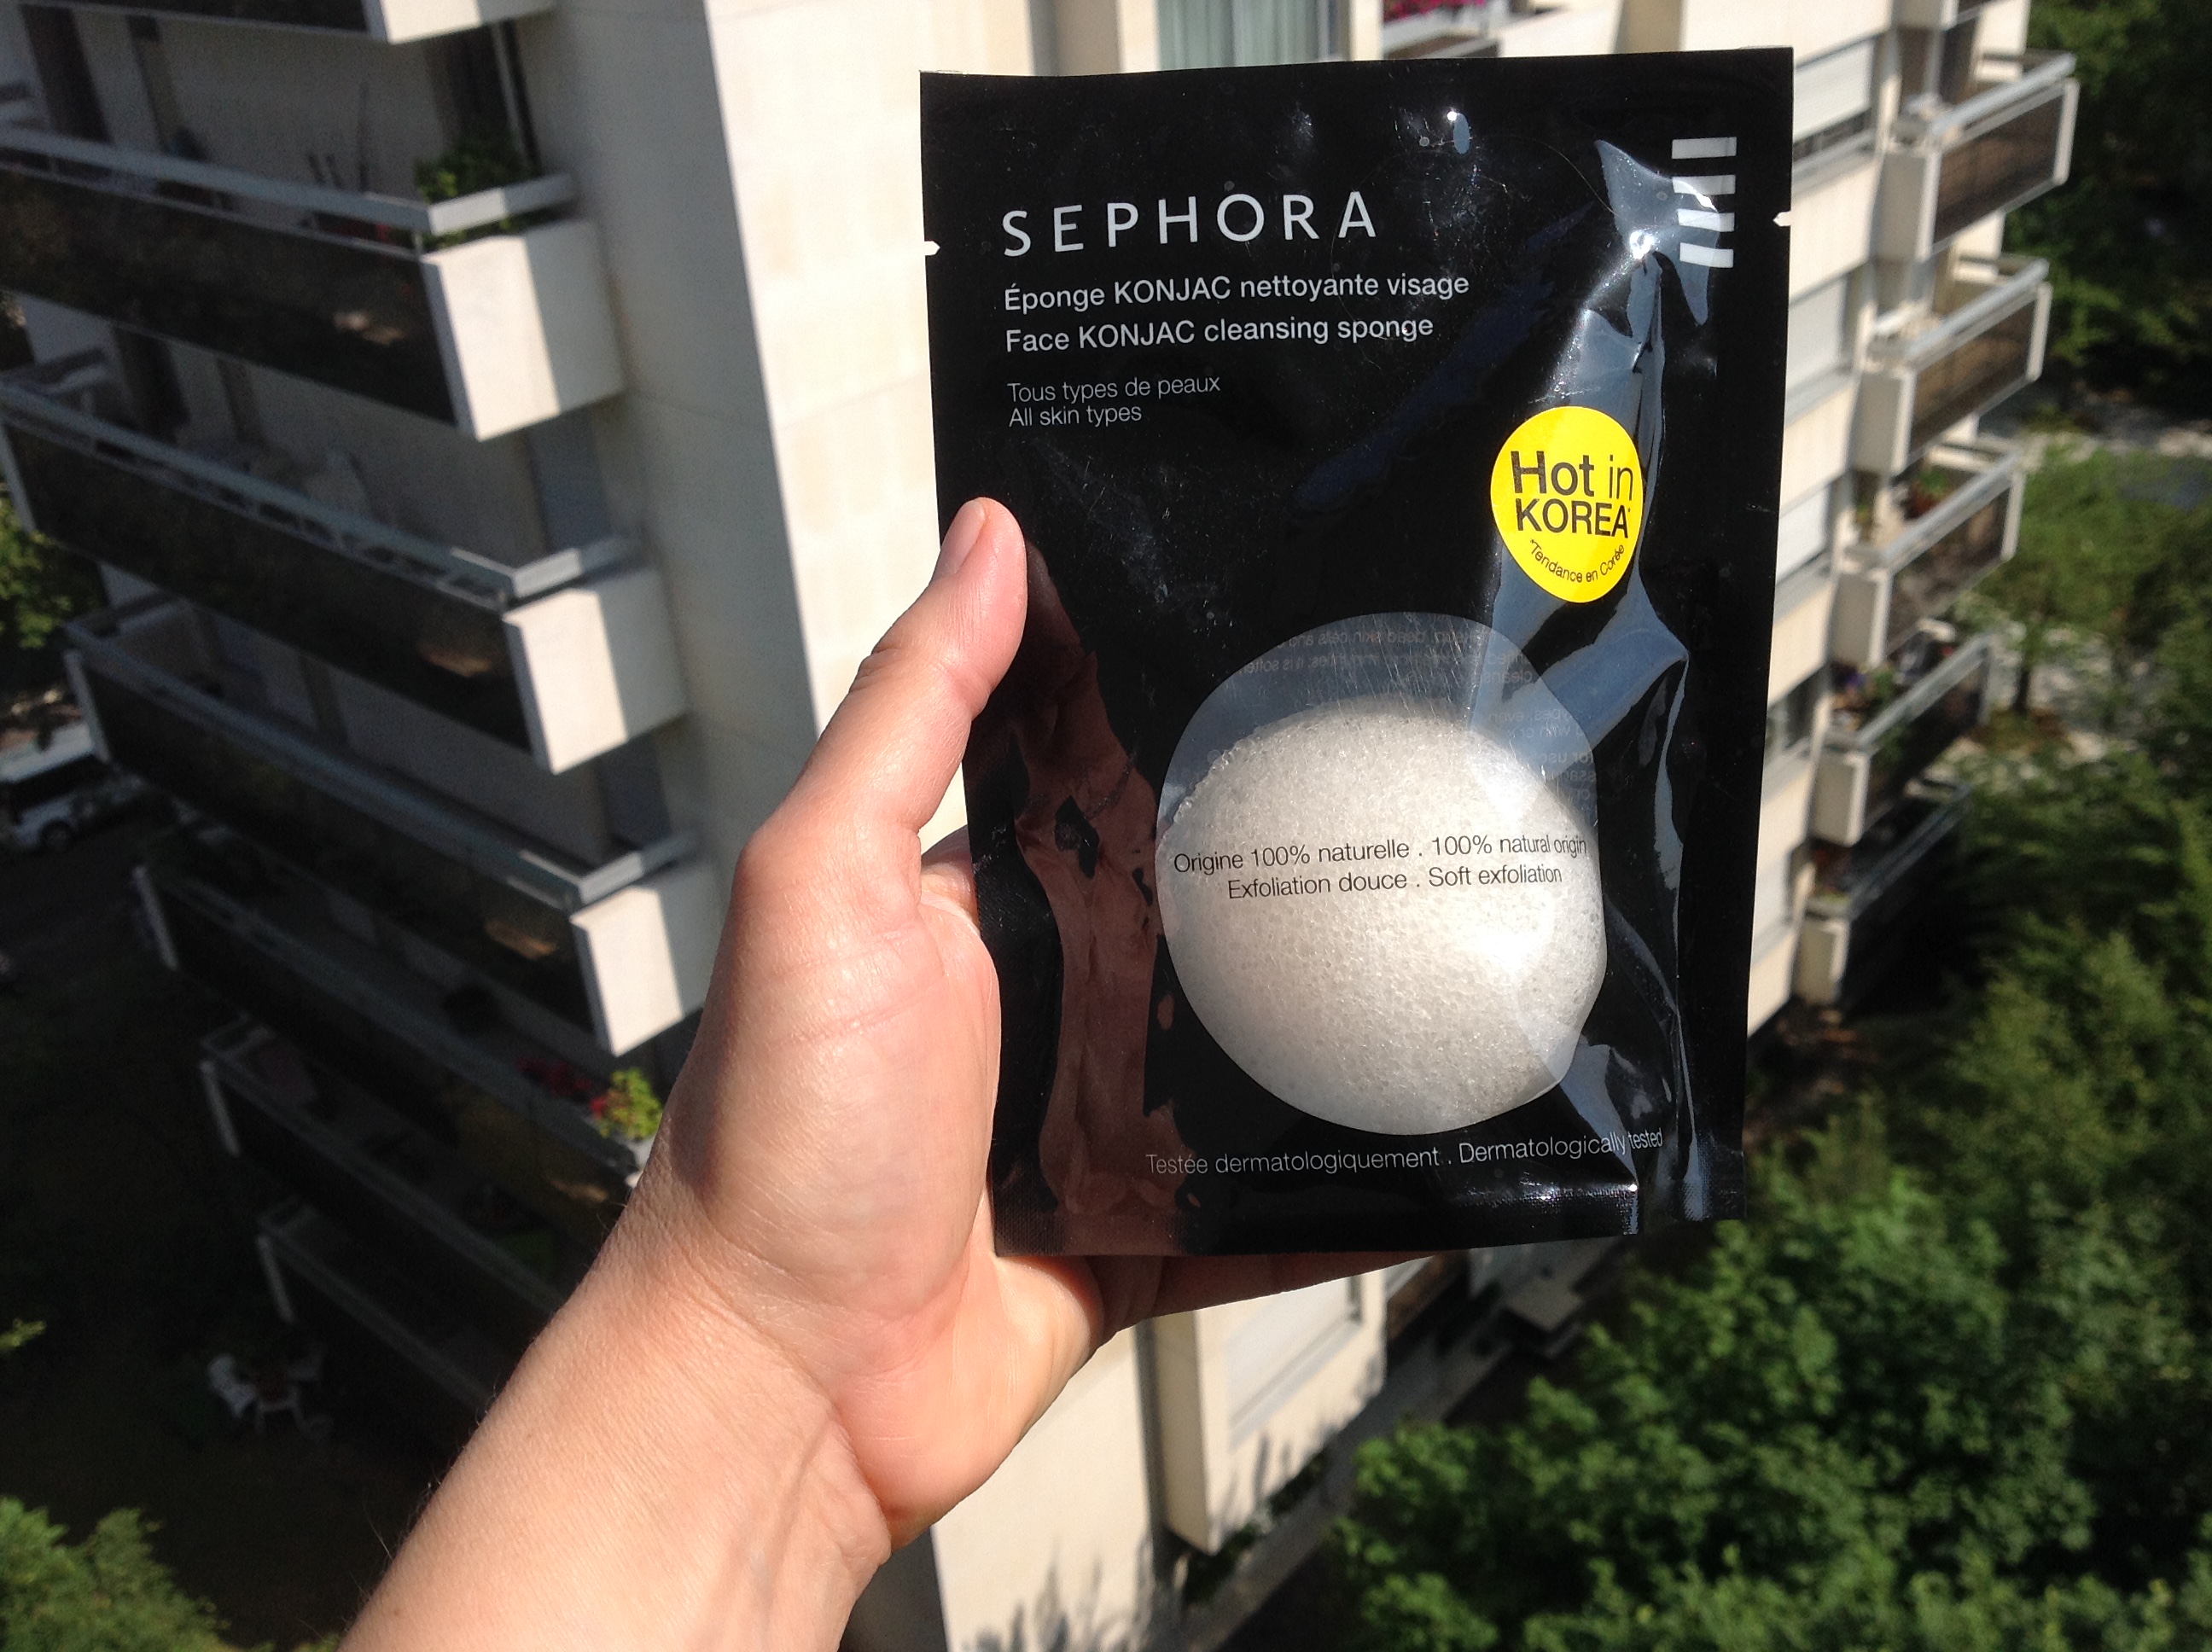 SEPHORA
Éponge KONJAC nettoyante visage
Face KONJAC cleansing sponge
Tous types de peaux
All skin types
Hot in
KOREA*
*Tendance en Corée
Origine 100% naturelle . 100% natural origin
Exfoliation douce . Soft exfoliation
Testée dermatologiquement . Dermatologically tested